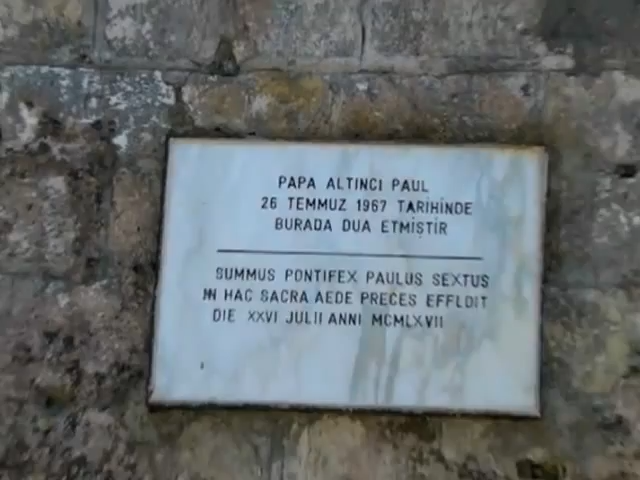 PAPA ALTINCI PAUL
26 TEMMUZ 1967 TARİHİNDE
BURADA DUA ETMİŞTİR
SUMMUS PONTIFEX PAULUS SEXTUS
IN HAC SACRA AEDE PRECES EFFLDIT
DIE XXVI JULII ANNI MCMLXVII